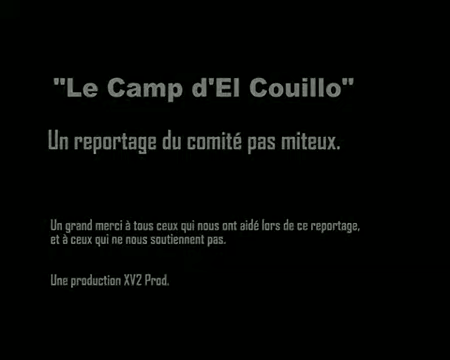 "Le Camp d'El Couillo"
Un reportage du comité pas miteux.
Un grand merci à tous ceux qui nous ont aidé lors de ce reportage,
et à ceux qui ne nous soutiennent pas.
Une production XV2 Prod.